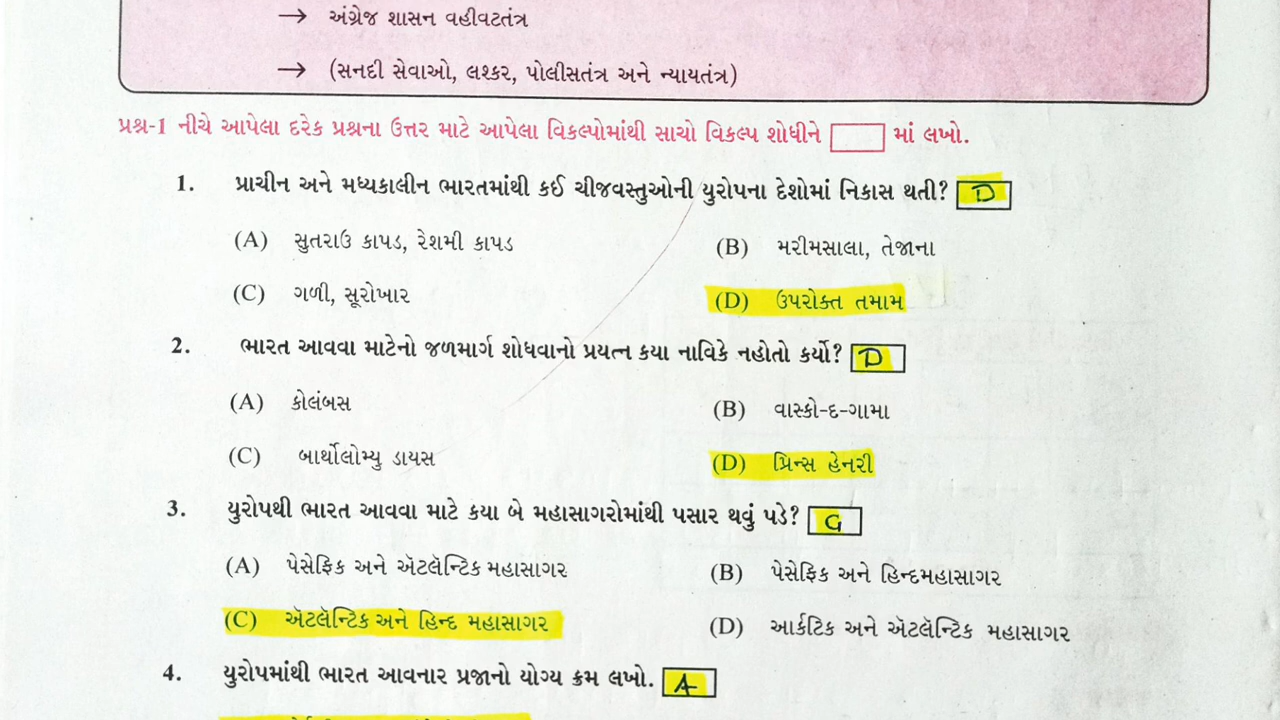 → અંગ્રેજ શાસન વહીવટતંત્ર
→ (સનદી સેવાઓ, લશ્કર, પોલીસતંત્ર અને ન્યાયતંત્ર)
પ્રશ્ન-1 નીચે આપેલા દરેક પ્રશ્નના ઉત્તર માટે આપેલા વિકલ્પોમાંથી સાચો વિકલ્પ શોધીને માં લખો.
1. પ્રાચીન અને મધ્યકાલીન ભારતમાંથી કઈ ચીજવસ્તુઓની યુરોપના દેશોમાં નિકાસ થતી? D
(A) સુતરાઉ કાપડ, રેશમી કાપડ (B) મરીમસાલા, તેજાના
(C) ગળી, સૂરોખાર (D) ઉપરોક્ત તમામ
2. ભારત આવવા માટેનો જળમાર્ગ શોધવાનો પ્રયત્ન કયા નાવિકે નહોતો કર્યો? D
(A) કોલંબસ (B) વાસ્કો-દ-ગામા
(C) બાર્થોલોમ્યુ ડાયસ (D) પ્રિન્સ હેનરી
3. યુરોપથી ભારત આવવા માટે કયા બે મહાસાગરોમાંથી પસાર થવું પડે? C
(A) પેસેફિક અને ઍટલૅન્ટિક મહાસાગર (B) પેસેફિક અને હિન્દમહાસાગર
(C) ઍટલૅન્ટિક અને હિન્દ મહાસાગર (D) આર્કટિક અને ઍટલૅન્ટિક મહાસાગર
4. યુરોપમાંથી ભારત આવનાર પ્રજાનો યોગ્ય ક્રમ લખો. A